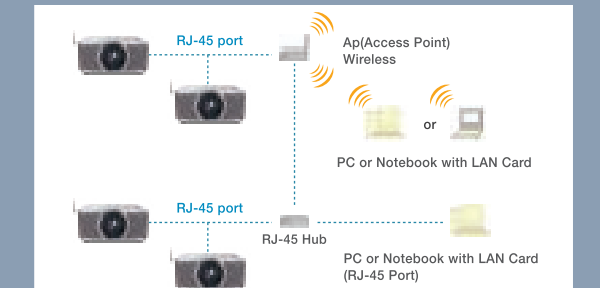 RJ-45 port
Ap(Access Point)
Wireless
or
PC or Notebook with LAN Card
RJ-45 port
RJ-45 Hub
PC or Notebook with LAN Card
(RJ-45 Port)